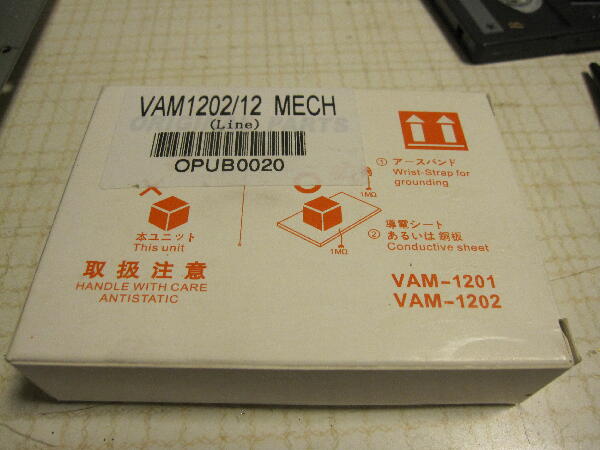 VAM1202/12 MECH
(Line)
OPUB0020
① アースバンド
Wrist-Strap for
grounding
1MΩ
本ユニット
This unit
導電シート
② あるいは銅板
Conductive sheet
1MΩ
取扱注意
HANDLE WITH CARE
ANTISTATIC
VAM-1201
VAM-1202